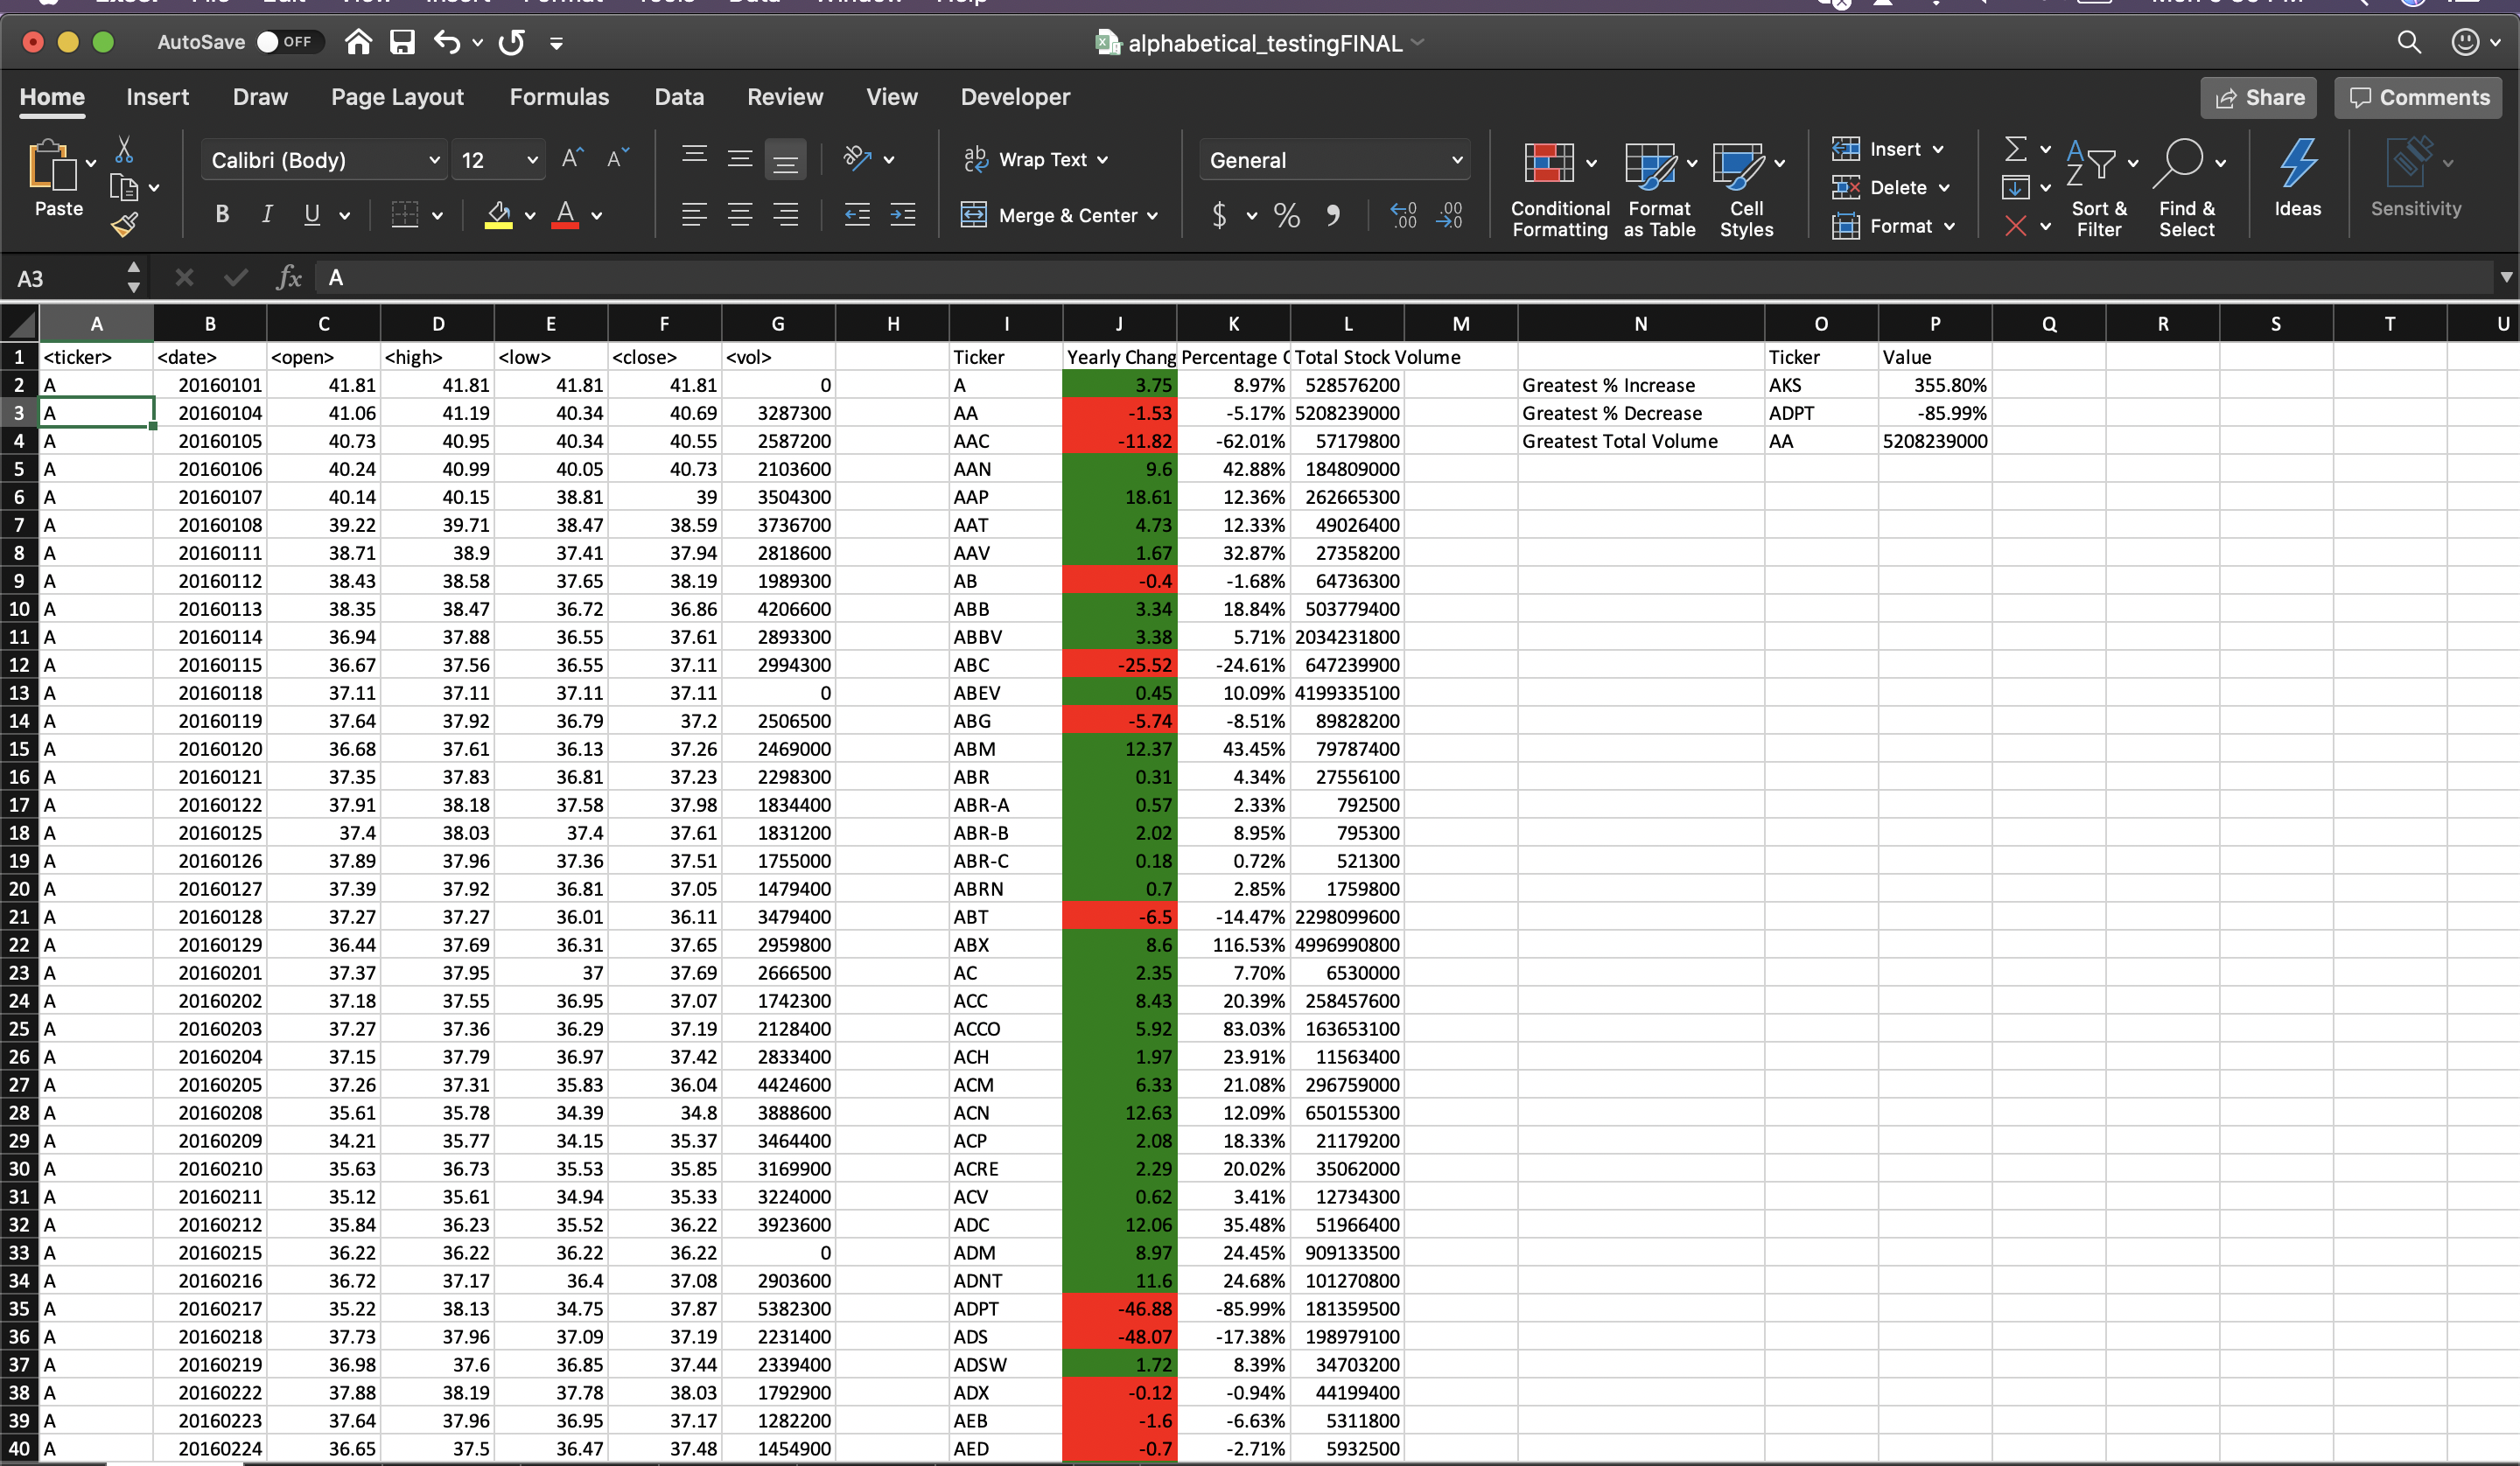 Excel File Edit View Insert Format Tools Data Window Help
AutoSave OFF alphabetical_testingFINAL
Home Insert Draw Page Layout Formulas Data Review View Developer Share Comments
Calibri (Body) 12 Wrap Text General Insert
Delete
Paste B I U Merge & Center $ % Conditional Formatting Format as Table Cell Styles Format Sort & Filter Find & Select Ideas Sensitivity
A3 fx A
A B C D E F G H I J K L M N O P Q R S T U
1 <ticker> <date> <open> <high> <low> <close> <vol> Ticker Yearly Chang Percentage Total Stock Volume Ticker Value
2 A 20160101 41.81 41.81 41.81 41.81 0 A 3.75 8.97% 528576200 Greatest % Increase AKS 355.80%
3 A 20160104 41.06 41.19 40.34 40.69 3287300 AA -1.53 -5.17% 5208239000 Greatest % Decrease ADPT -85.99%
4 A 20160105 40.73 40.95 40.34 40.55 2587200 AAC -11.82 -62.01% 57179800 Greatest Total Volume AA 5208239000
5 A 20160106 40.24 40.99 40.05 40.73 2103600 AAN 9.6 42.88% 184809000
6 A 20160107 40.14 40.15 38.81 39 3504300 AAP 18.61 12.36% 262665300
7 A 20160108 39.22 39.71 38.47 38.59 3736700 AAT 4.73 12.33% 49026400
8 A 20160111 38.71 38.9 37.41 37.94 2818600 AAV 1.67 32.87% 27358200
9 A 20160112 38.43 38.58 37.65 38.19 1989300 AB -0.4 -1.68% 64736300
10 A 20160113 38.35 38.47 36.72 36.86 4206600 ABB 3.34 18.84% 503779400
11 A 20160114 36.94 37.88 36.55 37.61 2893300 ABBV 3.38 5.71% 2034231800
12 A 20160115 36.67 37.56 36.55 37.11 2994300 ABC -25.52 -24.61% 647239900
13 A 20160118 37.11 37.11 37.11 37.11 0 ABEV 0.45 10.09% 4199335100
14 A 20160119 37.64 37.92 36.79 37.2 2506500 ABG -5.74 -8.51% 89828200
15 A 20160120 36.68 37.61 36.13 37.26 2469000 ABM 12.37 43.45% 79787400
16 A 20160121 37.35 37.83 36.81 37.23 2298300 ABR 0.31 4.34% 27556100
17 A 20160122 37.91 38.18 37.58 37.98 1834400 ABR-A 0.57 2.33% 792500
18 A 20160125 37.4 38.03 37.4 37.61 1831200 ABR-B 2.02 8.95% 795300
19 A 20160126 37.89 37.96 37.36 37.51 1755000 ABR-C 0.18 0.72% 521300
20 A 20160127 37.39 37.92 36.81 37.05 1479400 ABRN 0.7 2.85% 1759800
21 A 20160128 37.27 37.27 36.01 36.11 3479400 ABT -6.5 -14.47% 2298099600
22 A 20160129 36.44 37.69 36.31 37.65 2959800 ABX 8.6 116.53% 4996990800
23 A 20160201 37.37 37.95 37 37.69 2666500 AC 2.35 7.70% 6530000
24 A 20160202 37.18 37.55 36.95 37.07 1742300 ACC 8.43 20.39% 258457600
25 A 20160203 37.27 37.36 36.29 37.19 2128400 ACCO 5.92 83.03% 163653100
26 A 20160204 37.15 37.79 36.97 37.42 2833400 ACH 1.97 23.91% 11563400
27 A 20160205 37.26 37.31 35.83 36.04 4424600 ACM 6.33 21.08% 296759000
28 A 20160208 35.61 35.78 34.39 34.8 3888600 ACN 12.63 12.09% 650155300
29 A 20160209 34.21 35.77 34.15 35.37 3464400 ACP 2.08 18.33% 21179200
30 A 20160210 35.63 36.73 35.53 35.85 3169900 ACRE 2.29 20.02% 35062000
31 A 20160211 35.12 35.61 34.94 35.33 3224000 ACV 0.62 3.41% 12734300
32 A 20160212 35.84 36.23 35.52 36.22 3923600 ADC 12.06 35.48% 51966400
33 A 20160215 36.22 36.22 36.22 36.22 0 ADM 8.97 24.45% 909133500
34 A 20160216 36.72 37.17 36.4 37.08 2903600 ADNT 11.6 24.68% 101270800
35 A 20160217 35.22 38.13 34.75 37.87 5382300 ADPT -46.88 -85.99% 181359500
36 A 20160218 37.73 37.96 37.09 37.19 2231400 ADS -48.07 -17.38% 198979100
37 A 20160219 36.98 37.6 36.85 37.44 2339400 ADSW 1.72 8.39% 34703200
38 A 20160222 37.88 38.19 37.78 38.03 1792900 ADX -0.12 -0.94% 44199400
39 A 20160223 37.64 37.96 36.95 37.17 1282200 AEB -1.6 -6.63% 5311800
40 A 20160224 36.65 37.5 36.47 37.48 1454900 AED -0.7 -2.71% 5932500